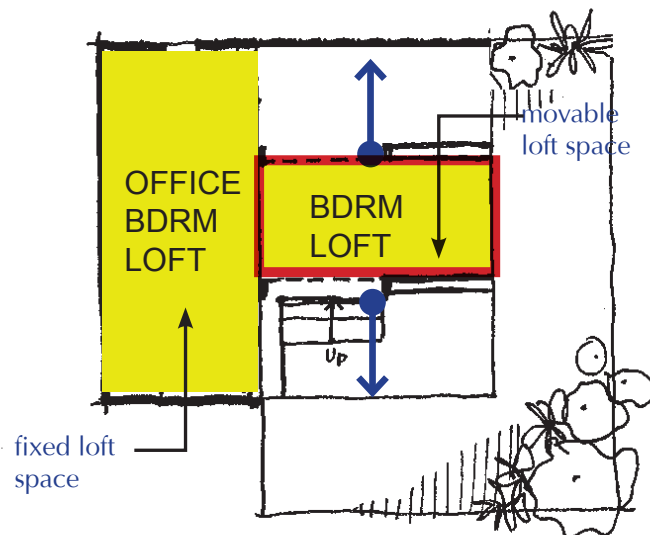 movable
loft space
OFFICE
BDRM
LOFT
BDRM
LOFT
UP
fixed loft
space